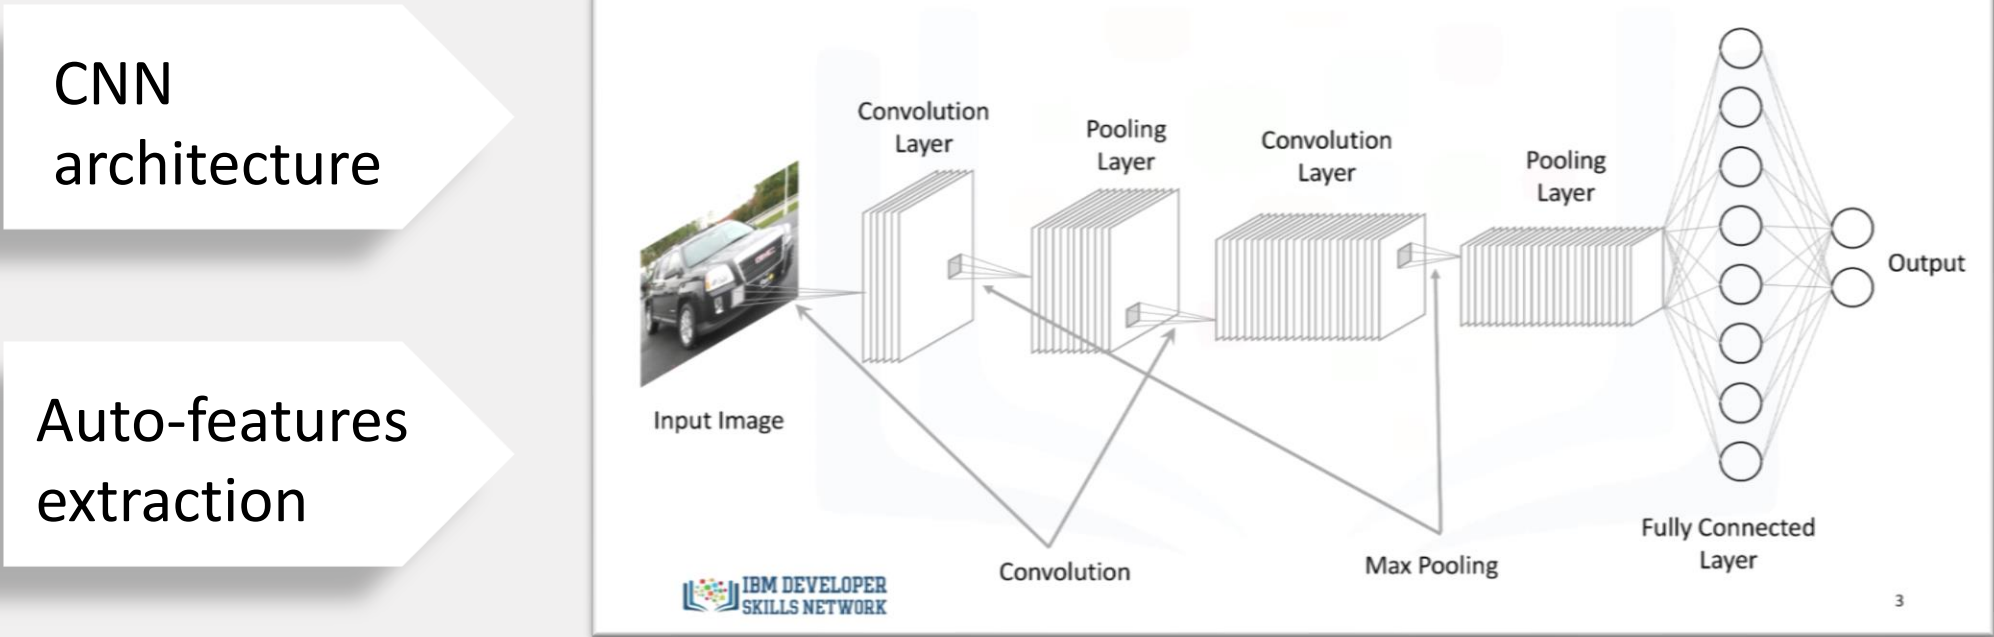 CNN
architecture
Auto-features
extraction
Convolution
Layer
Pooling
Layer
Convolution
Layer
Pooling
Layer
Output
Input Image
Convolution
Max Pooling
Fully Connected
Layer
IBM DEVELOPER
SKILLS NETWORK
3